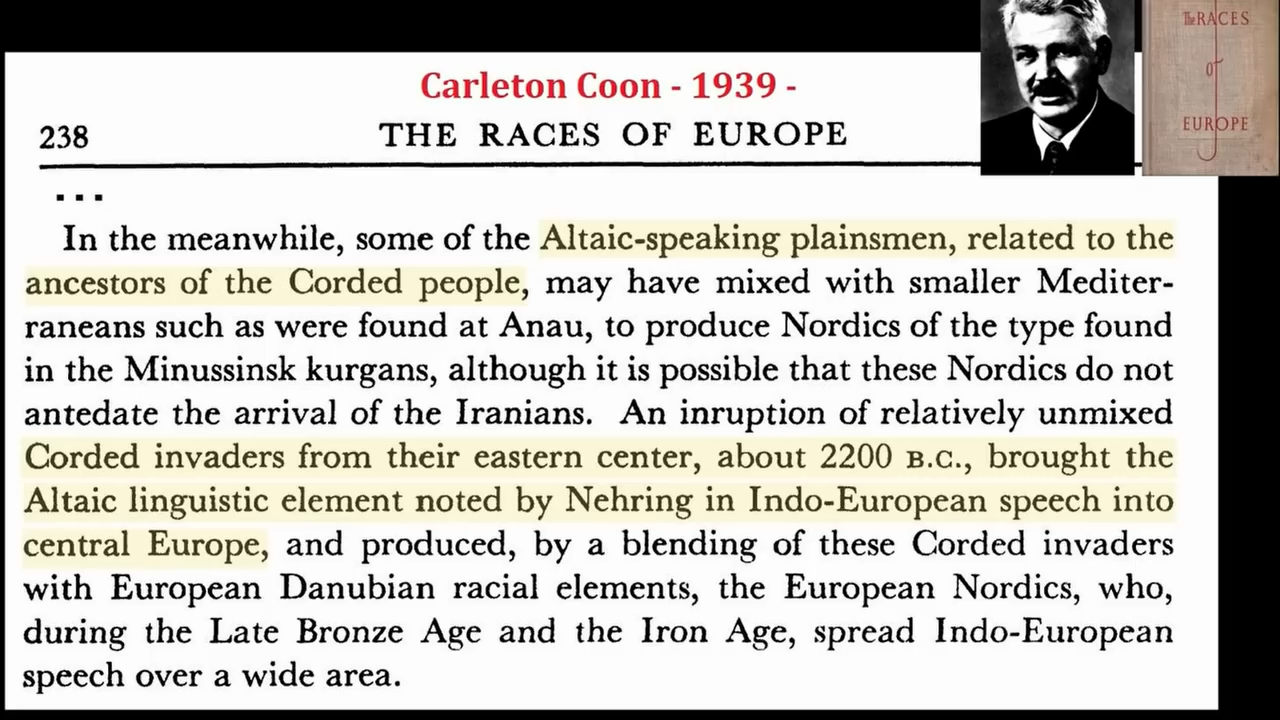 Carleton Coon - 1939 -
238 THE RACES OF EUROPE
The RACES
OF
EUROPE
...
In the meanwhile, some of the Altaic-speaking plainsmen, related to the
ancestors of the Corded people, may have mixed with smaller Mediter-
raneans such as were found at Anau, to produce Nordics of the type found
in the Minussinsk kurgans, although it is possible that these Nordics do not
antedate the arrival of the Iranians. An inruption of relatively unmixed
Corded invaders from their eastern center, about 2200 B.C., brought the
Altaic linguistic element noted by Nehring in Indo-European speech into
central Europe, and produced, by a blending of these Corded invaders
with European Danubian racial elements, the European Nordics, who,
during the Late Bronze Age and the Iron Age, spread Indo-European
speech over a wide area.